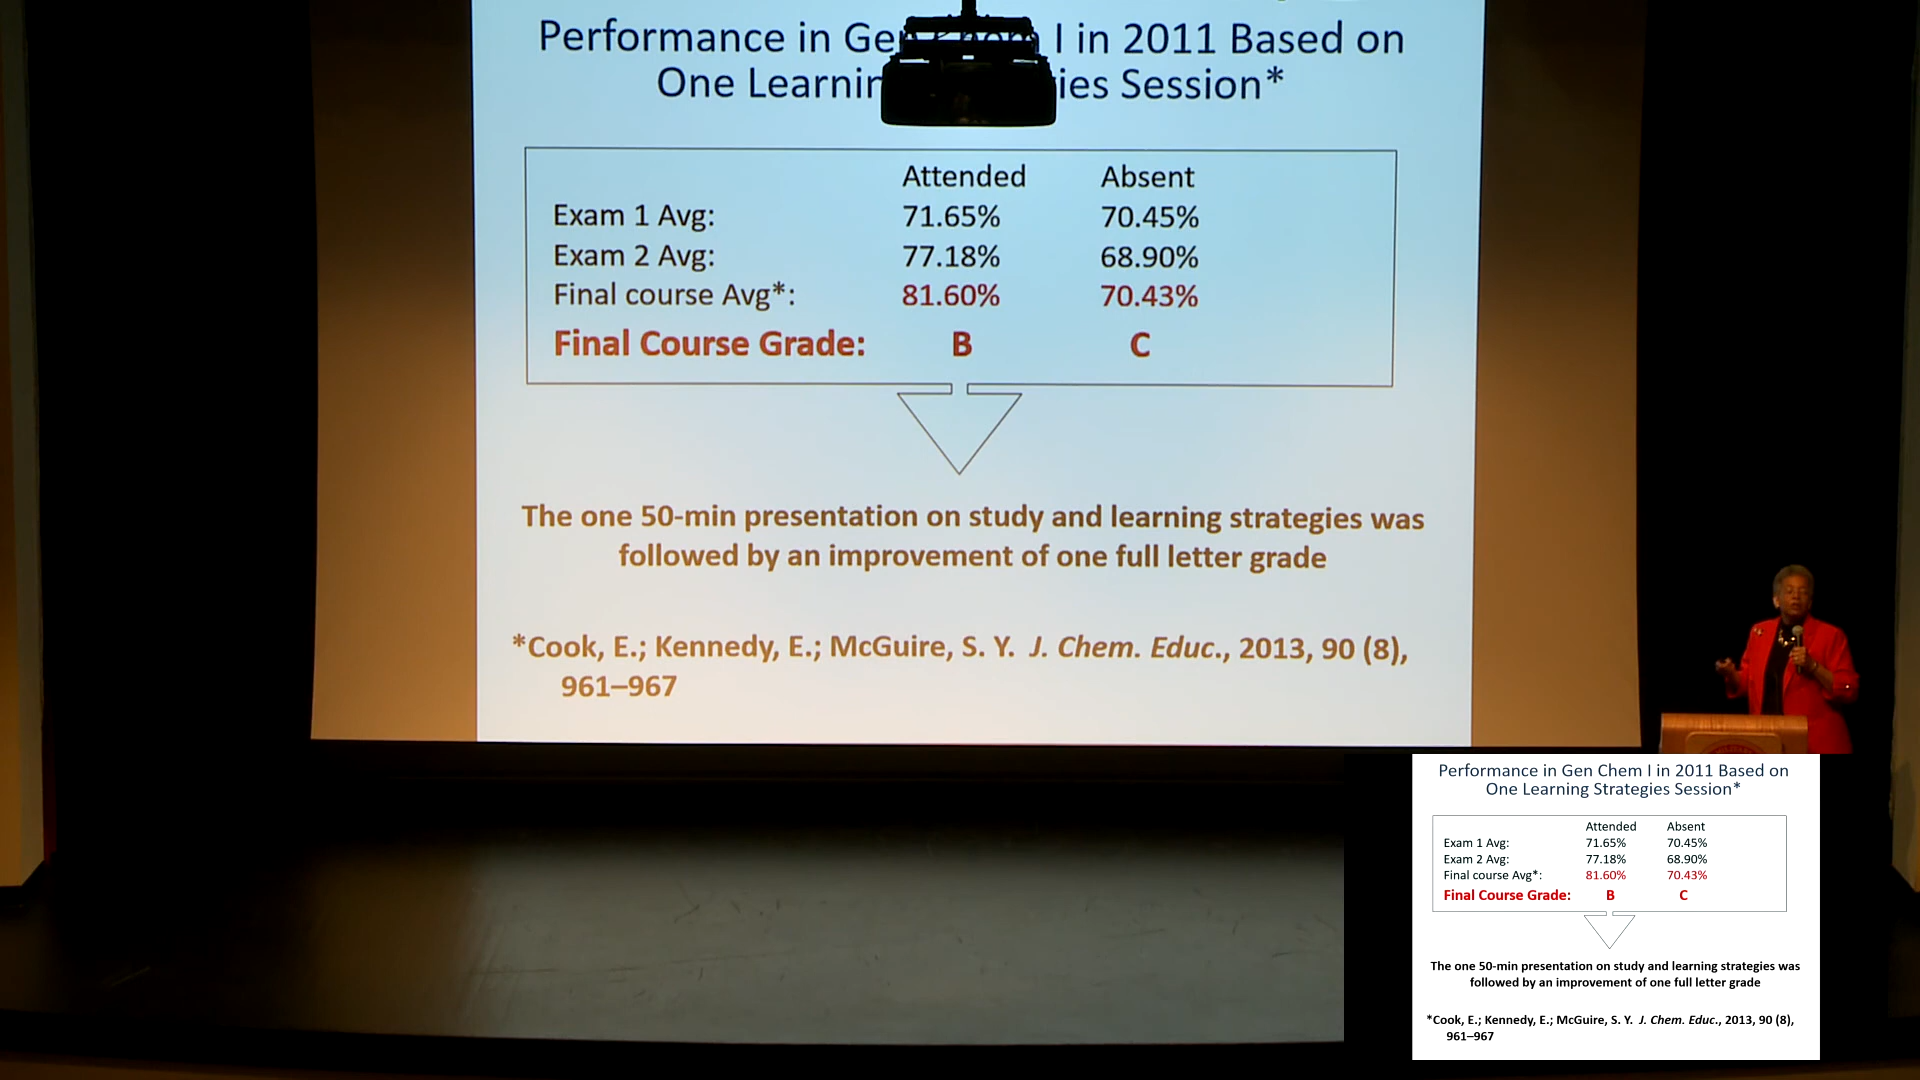 Performance in Gen Chem I in 2011 Based on
One Learning Strategies Session*
Attended Absent
Exam 1 Avg: 71.65% 70.45%
Exam 2 Avg: 77.18% 68.90%
Final course Avg*: 81.60% 70.43%
Final Course Grade: B C
The one 50-min presentation on study and learning strategies was
followed by an improvement of one full letter grade
*Cook, E.; Kennedy, E.; McGuire, S. Y. J. Chem. Educ., 2013, 90 (8),
961–967
Performance in Gen Chem I in 2011 Based on
One Learning Strategies Session*
Attended Absent
Exam 1 Avg: 71.65% 70.45%
Exam 2 Avg: 77.18% 68.90%
Final course Avg*: 81.60% 70.43%
Final Course Grade: B C
The one 50-min presentation on study and learning strategies was
followed by an improvement of one full letter grade
*Cook, E.; Kennedy, E.; McGuire, S. Y. J. Chem. Educ., 2013, 90 (8),
961–967